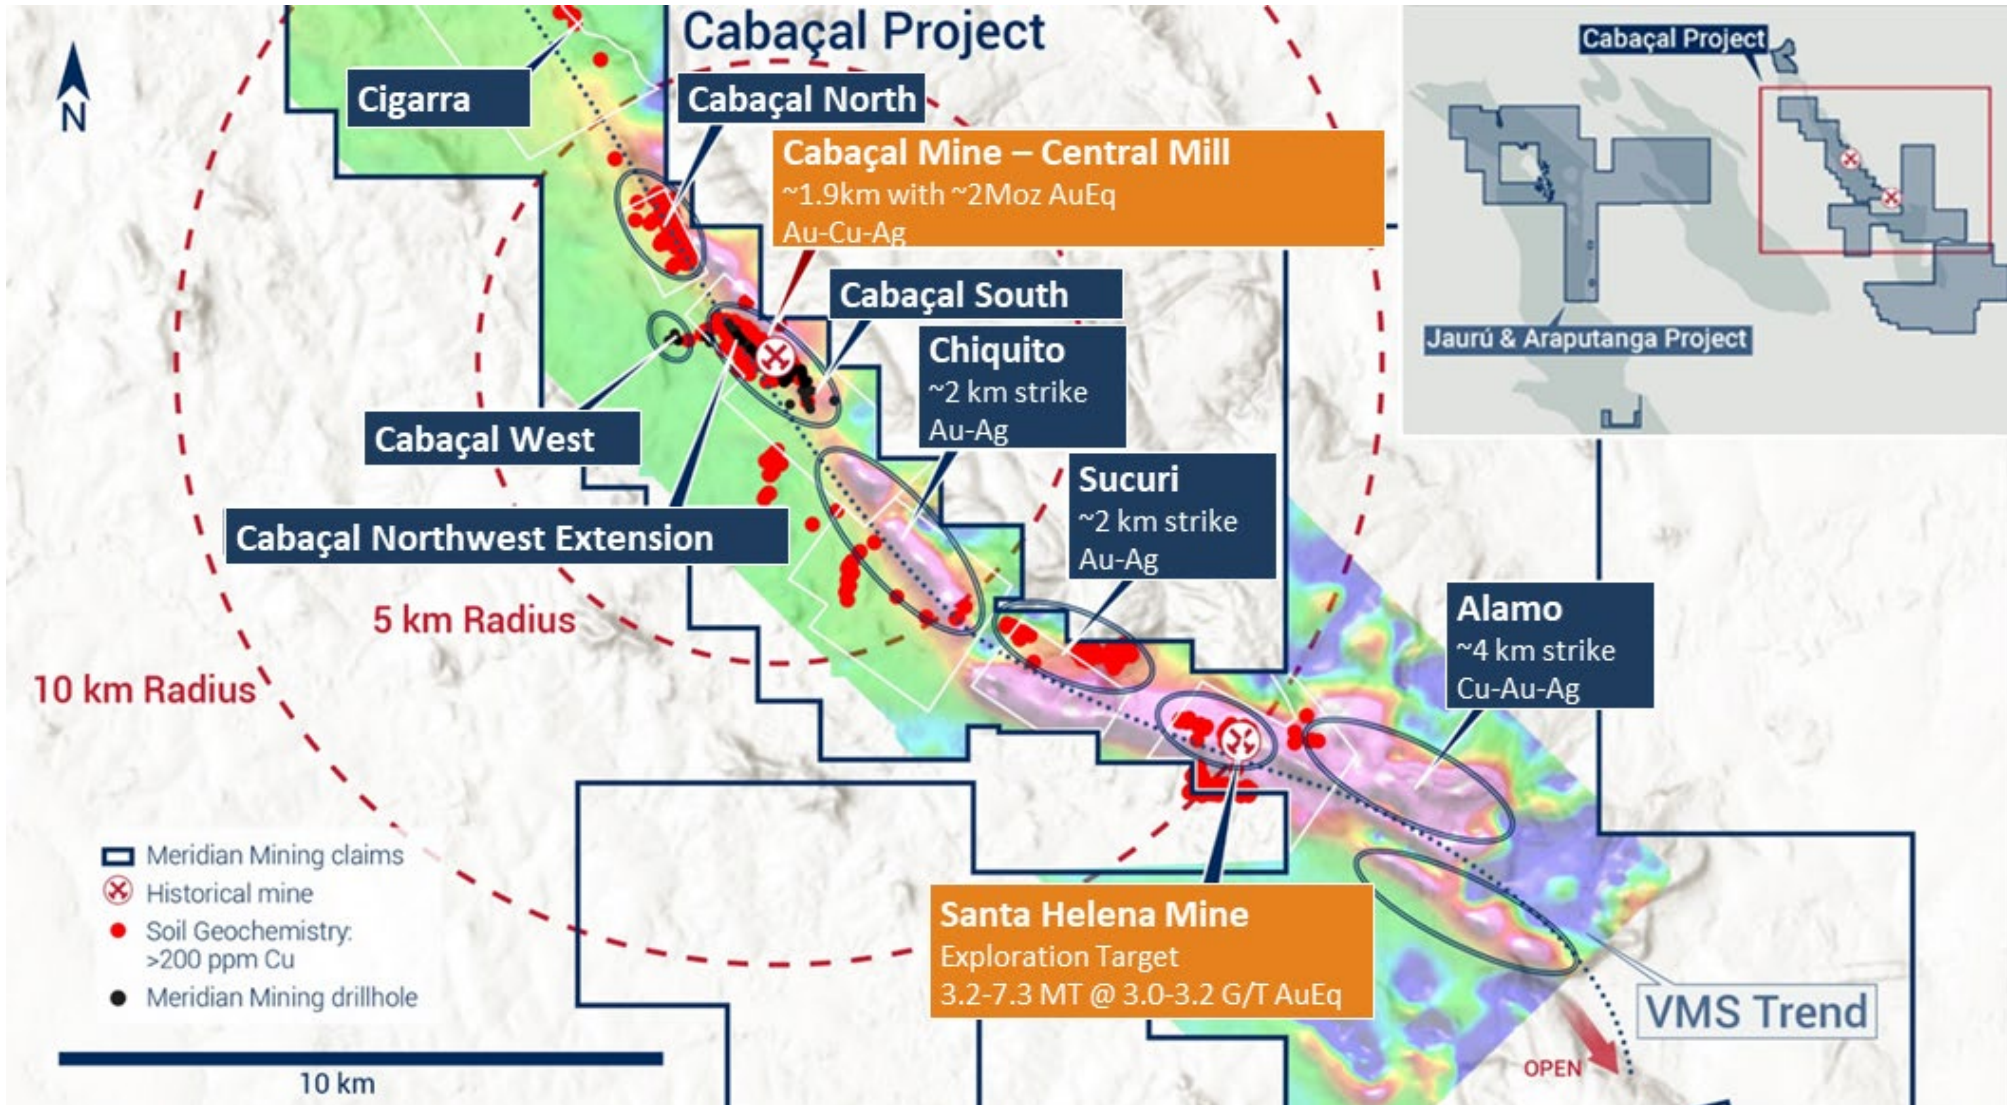 Cabaçal Project
N
Cigarra
Cabaçal North
Cabaçal Mine – Central Mill
~1.9km with ~2Moz AuEq
Au-Cu-Ag
Cabaçal South
Chiquito
~2 km strike
Au-Ag
Cabaçal West
Sucuri
~2 km strike
Au-Ag
Cabaçal Northwest Extension
Alamo
~4 km strike
Cu-Au-Ag
5 km Radius
10 km Radius
Santa Helena Mine
Exploration Target
3.2-7.3 MT @ 3.0-3.2 G/T AuEq
VMS Trend
OPEN
Meridian Mining claims
Historical mine
Soil Geochemistry:
>200 ppm Cu
Meridian Mining drillhole
10 km
Cabaçal Project
Jaurú & Araputanga Project